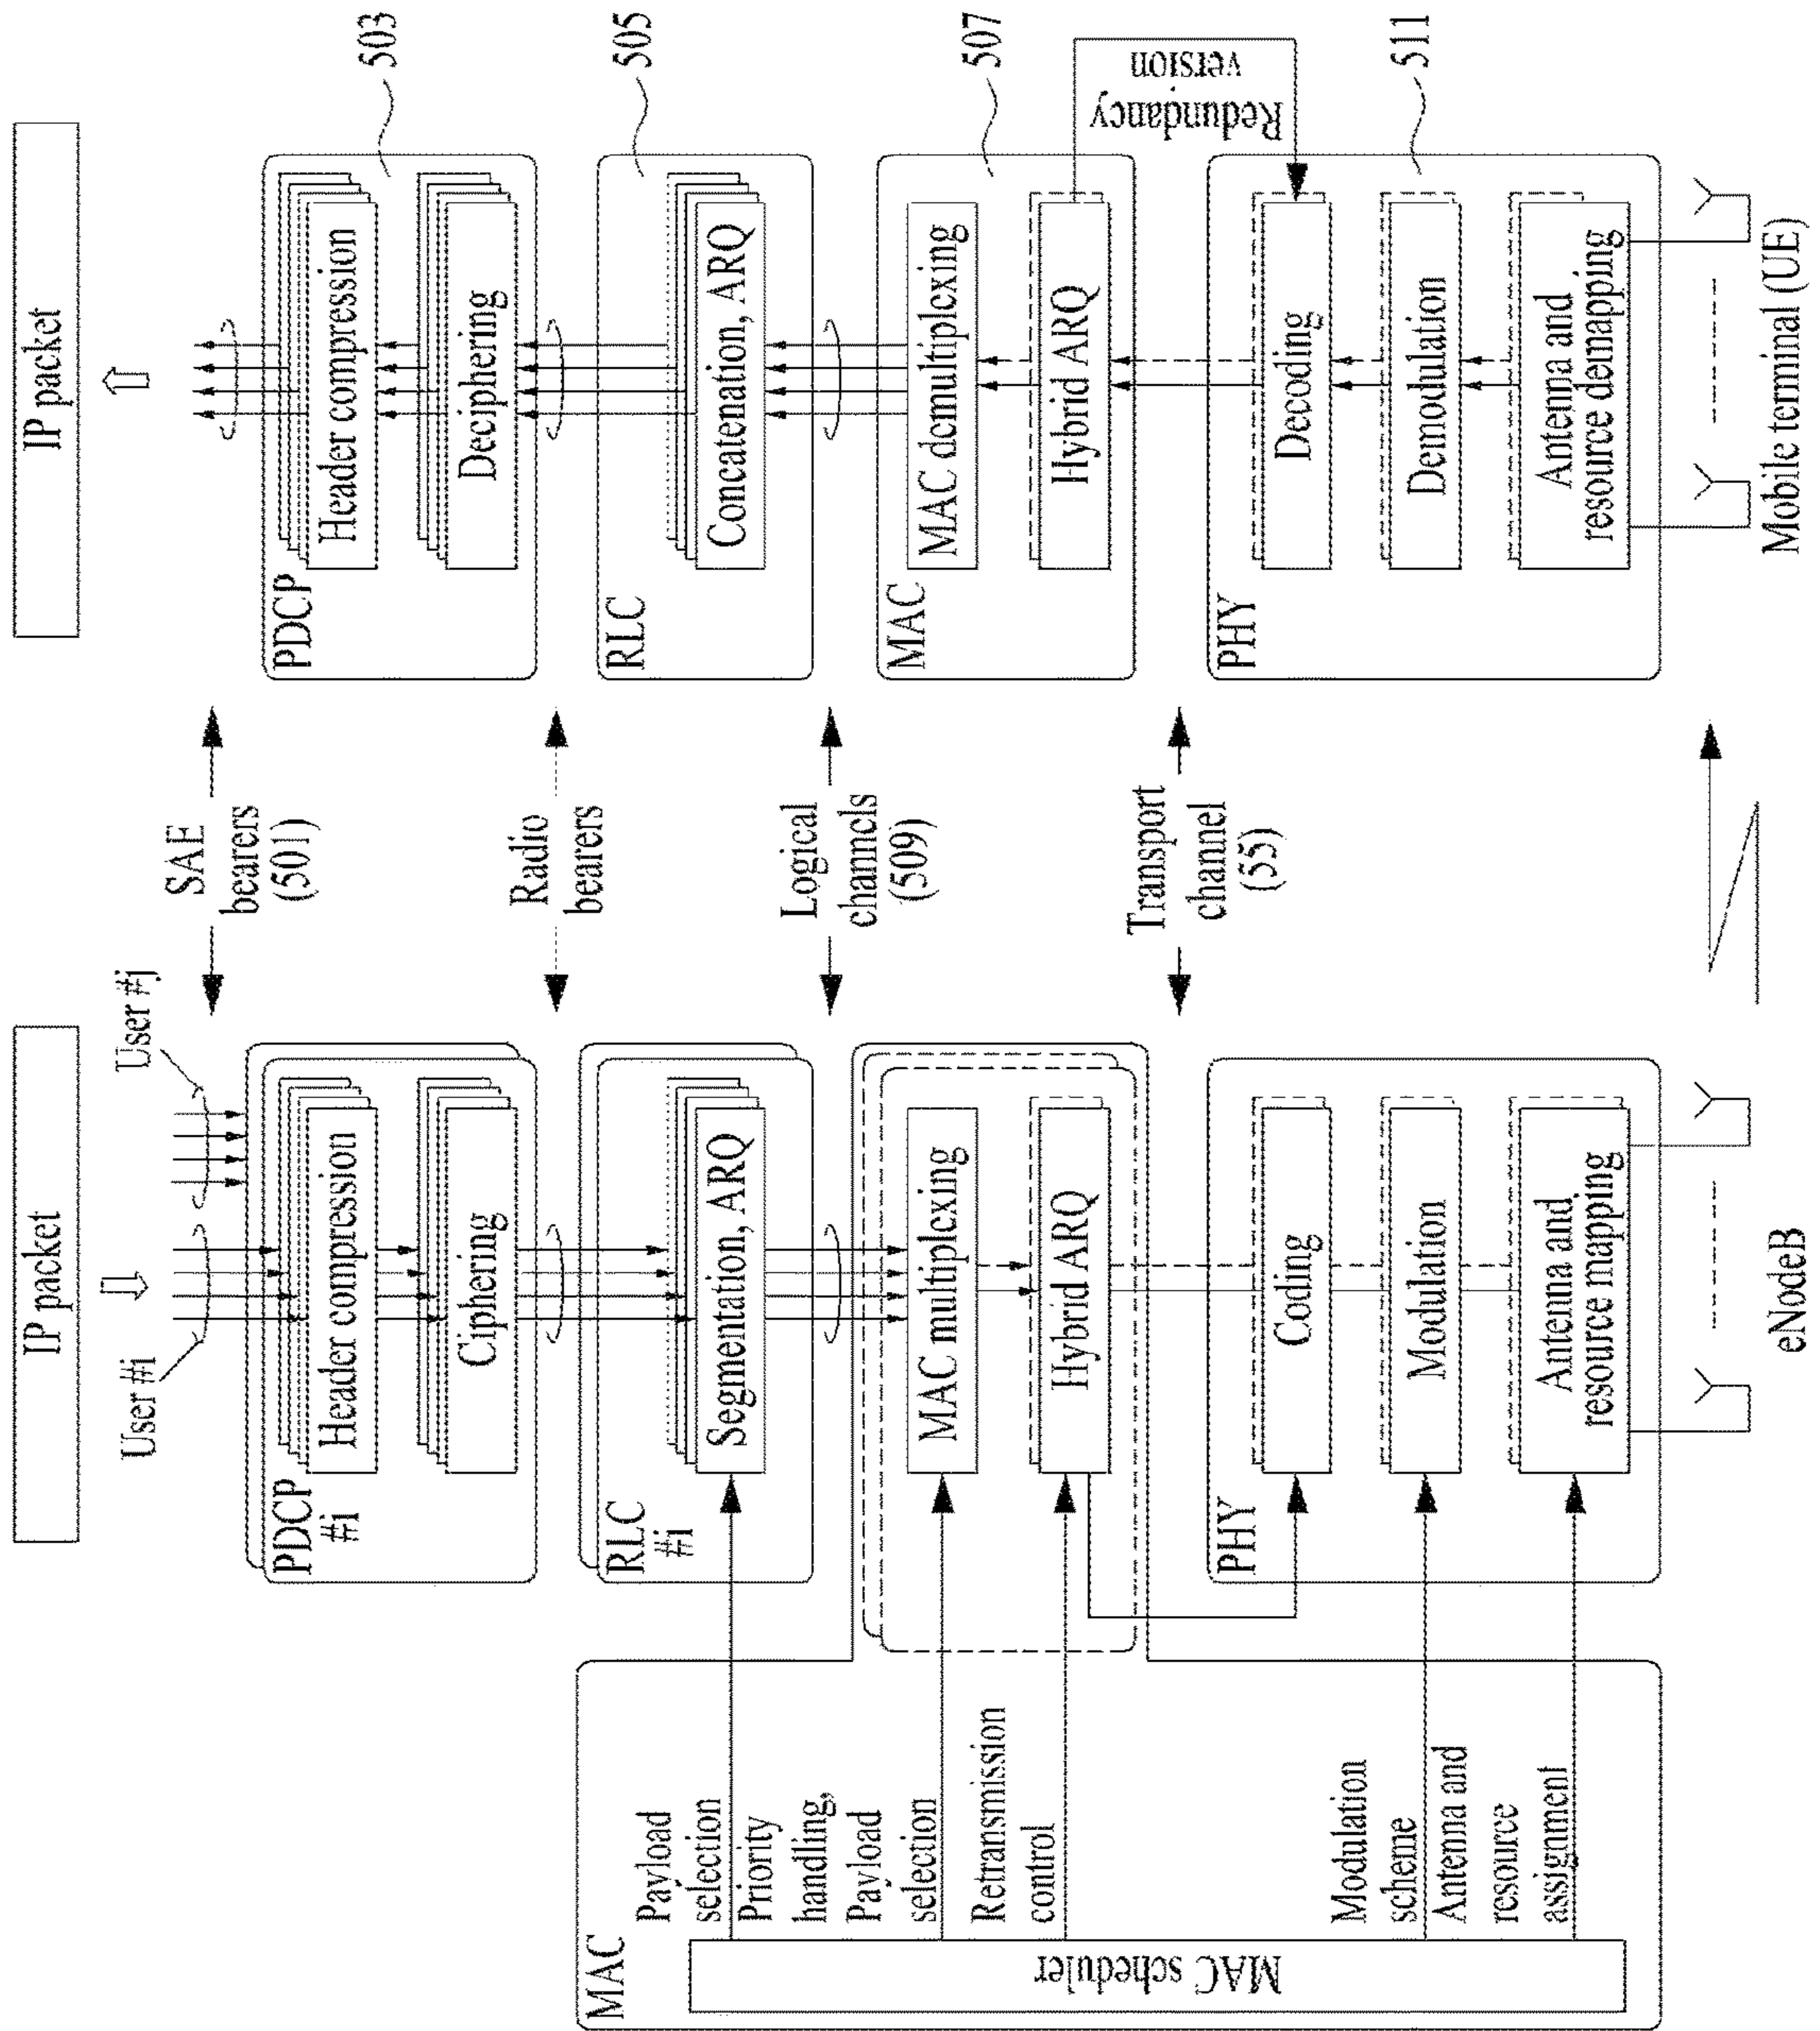 IP packet
User #i
User #j
PDCP
#i
Header compression
Ciphering
RLC
#i
Segmentation, ARQ
MAC
MAC scheduler
Payload
selection
Priority
handling,
Payload
selection
Retransmission
control
Modulation
scheme
Antenna and
resource
assignment
MAC multiplexing
Hybrid ARQ
PHY
Coding
Modulation
Antenna and
resource mapping
eNodeB
SAE
bearers
(501)
Radio
bearers
Logical
channels
(509)
Transport
channel
(55)
IP packet
PDCP
503
Header compression
Deciphering
RLC
505
Concatenation, ARQ
MAC
507
MAC demultiplexing
Hybrid ARQ
Redundancy
version
PHY
511
Decoding
Demodulation
Antenna and
resource demapping
Mobile terminal (UE)